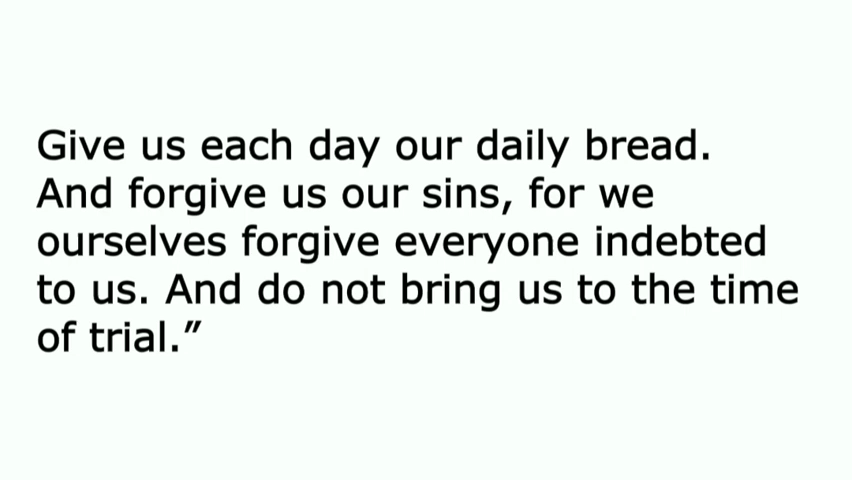 Give us each day our daily bread.
And forgive us our sins, for we
ourselves forgive everyone indebted
to us. And do not bring us to the time
of trial.”